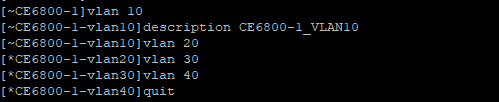 [~CE6800-1]vlan 10
[~CE6800-1-vlan10]description CE6800-1_VLAN10
[~CE6800-1-vlan10]vlan 20
[*CE6800-1-vlan20]vlan 30
[*CE6800-1-vlan30]vlan 40
[*CE6800-1-vlan40]quit